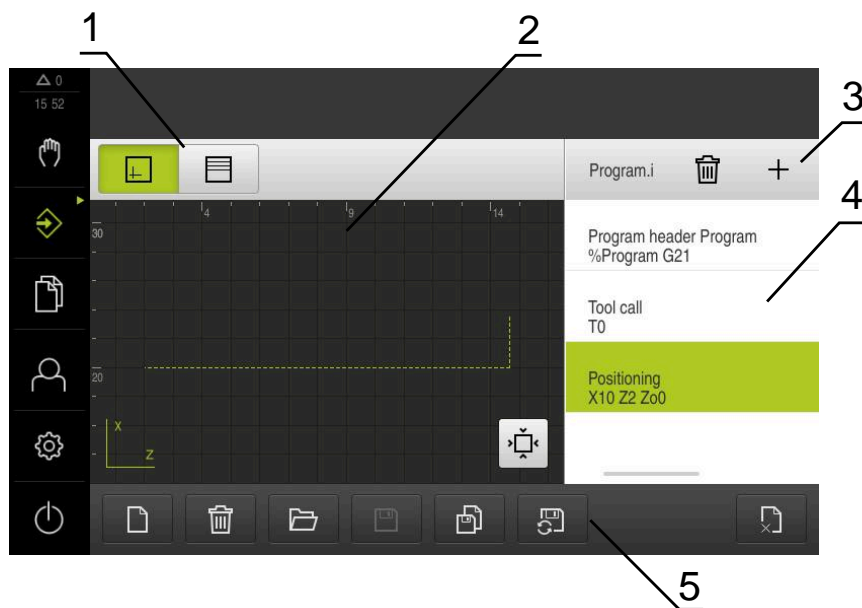 1
2
0
15 52
3
Program.i
4
4
9
14
30
Program header Program
%Program G21
Tool call
T0
20
Positioning
X10 Z2 Zo0
X
Z
5